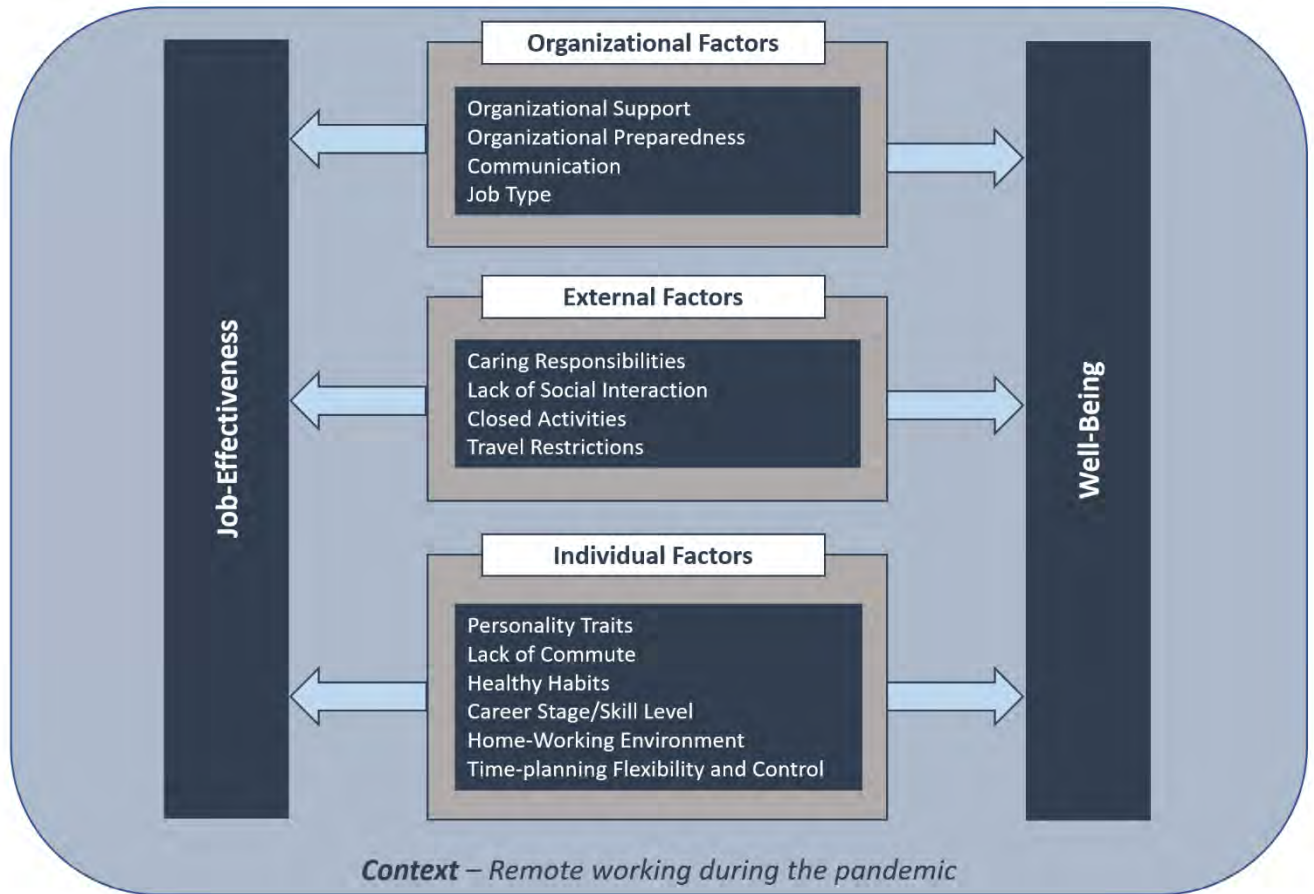 Organizational Factors
Organizational Support
Organizational Preparedness
Communication
Job Type
External Factors
Caring Responsibilities
Lack of Social Interaction
Closed Activities
Travel Restrictions
Individual Factors
Personality Traits
Lack of Commute
Healthy Habits
Career Stage/Skill Level
Home-Working Environment
Time-planning Flexibility and Control
Job-Effectiveness
Well-Being
Context – Remote working during the pandemic